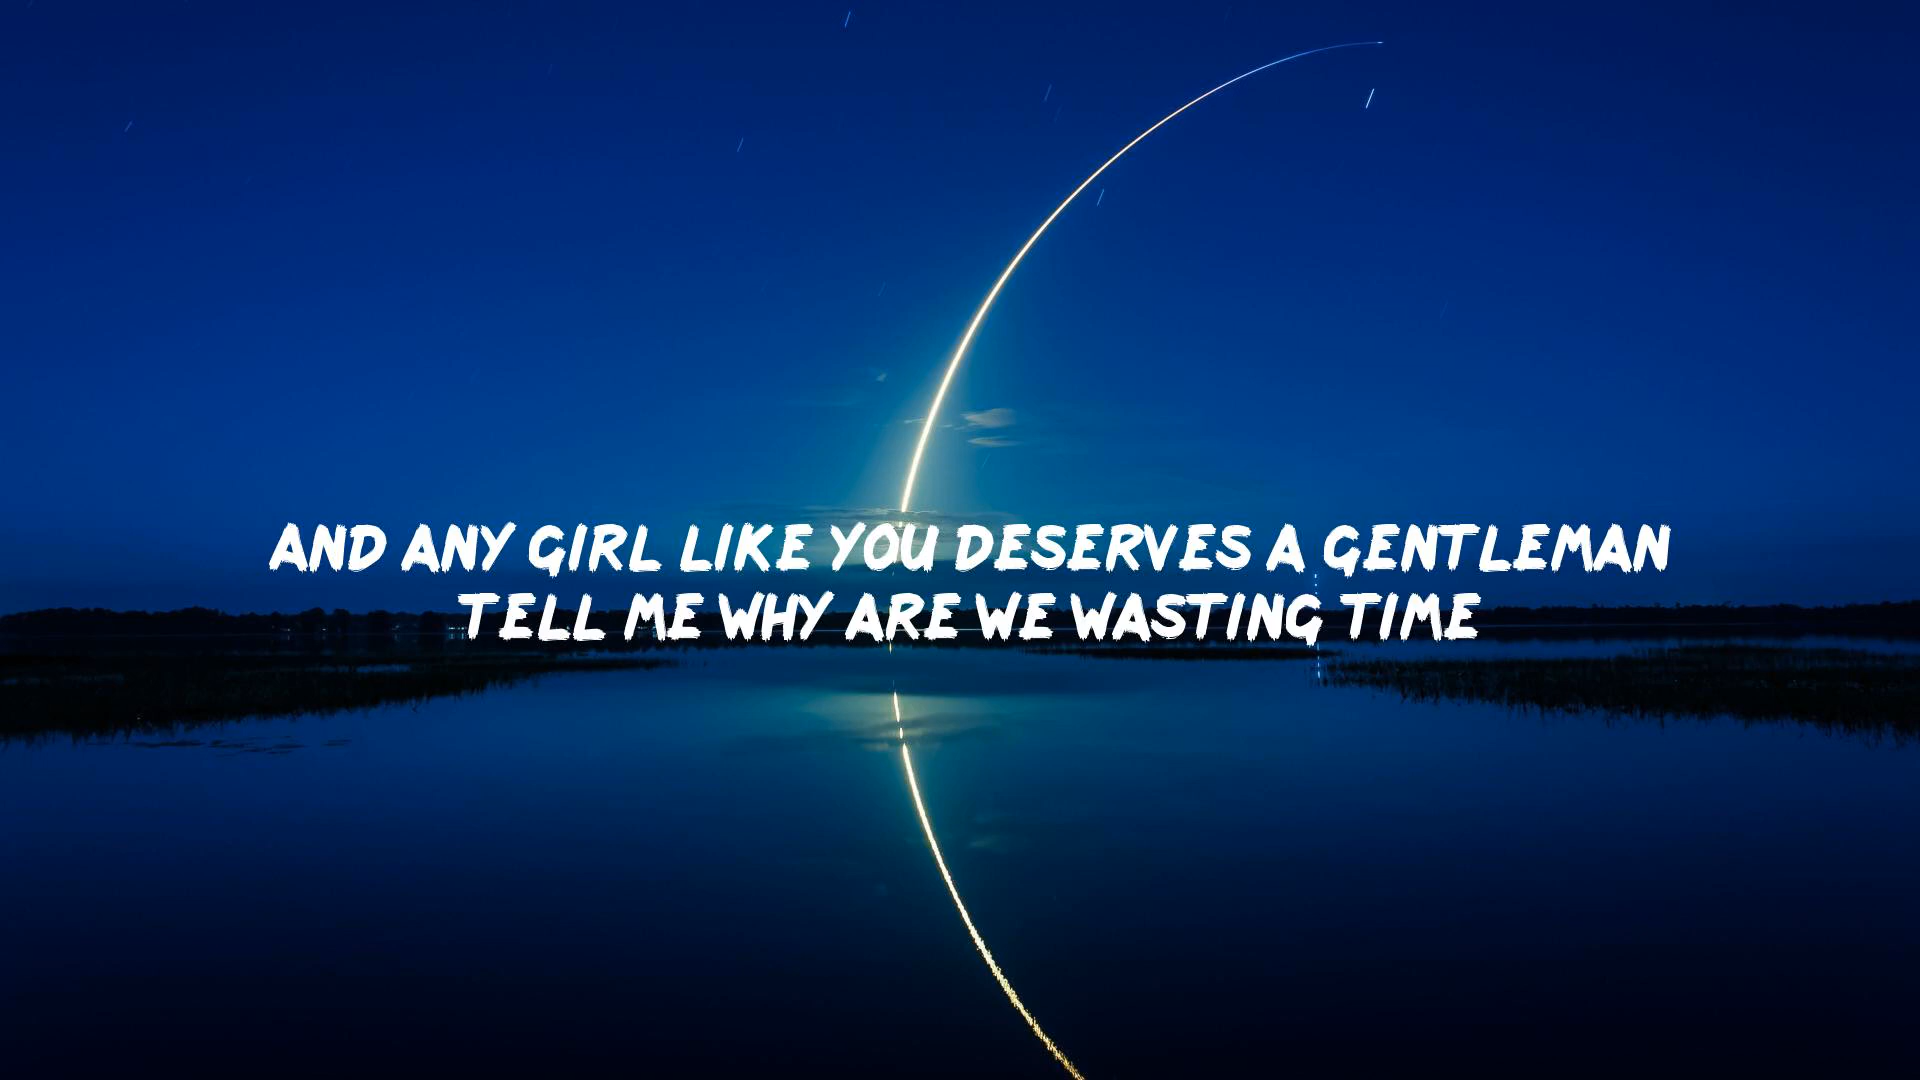 AND ANY GIRL LIKE YOU DESERVES A GENTLEMAN
TELL ME WHY ARE WE WASTING TIME